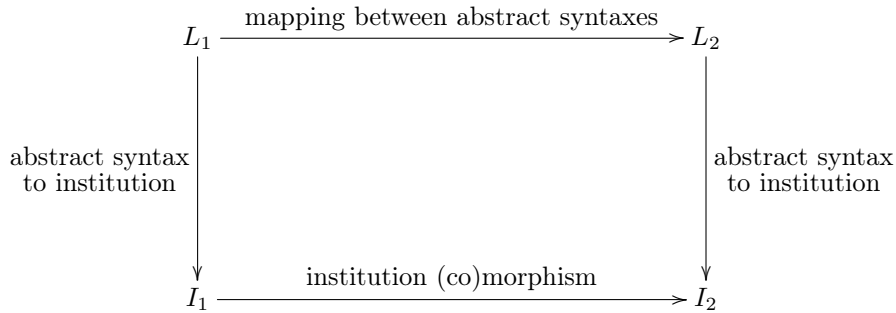 mapping between abstract syntaxes
L₁ L₂
abstract syntax
to institution
abstract syntax
to institution
institution (co)morphism
I₁ I₂